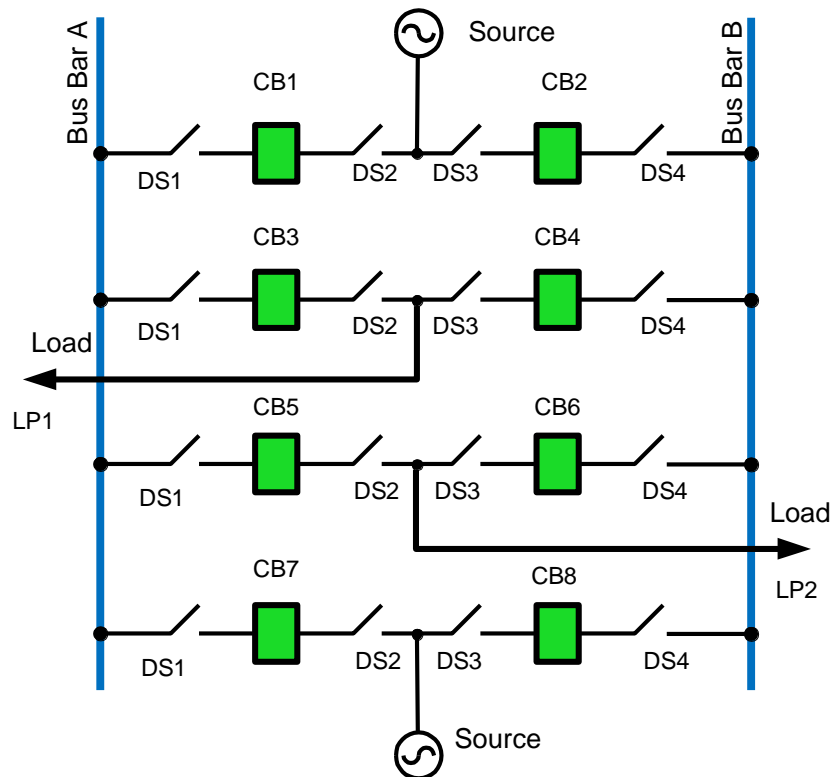 Bus Bar A
Source
Bus Bar B
CB1
CB2
DS1
DS2
DS3
DS4
CB3
CB4
DS1
DS2
DS3
DS4
Load
LP1
CB5
CB6
DS1
DS2
DS3
DS4
Load
LP2
CB7
CB8
DS1
DS2
DS3
DS4
Source